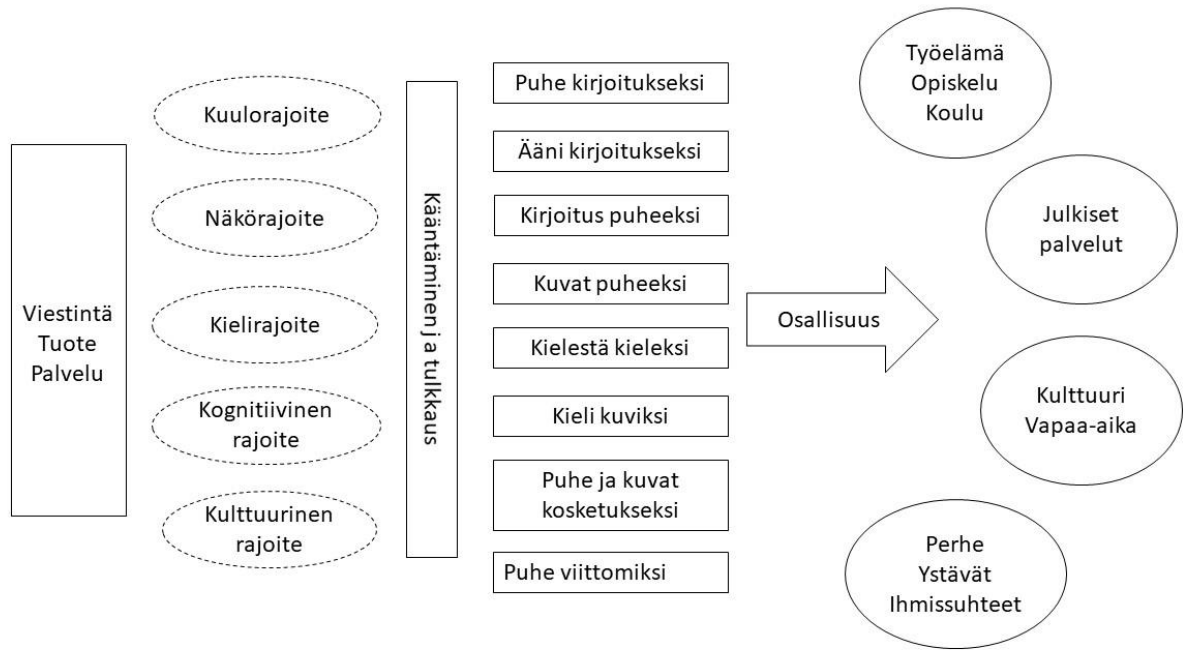 Viestintä
Tuote
Palvelu
Kuulorajoite
Näkörajoite
Kielirajoite
Kognitiivinen
rajoite
Kulttuurinen
rajoite
Kääntäminen ja tulkkaus
Puhe kirjoitukseksi
Ääni kirjoitukseksi
Kirjoitus puheeksi
Kuvat puheeksi
Kielestä kieleksi
Kieli kuviksi
Puhe ja kuvat
kosketukseksi
Puhe viittomiksi
Osallisuus
Työelämä
Opiskelu
Koulu
Julkiset
palvelut
Kulttuuri
Vapaa-aika
Perhe
Ystävät
Ihmissuhteet